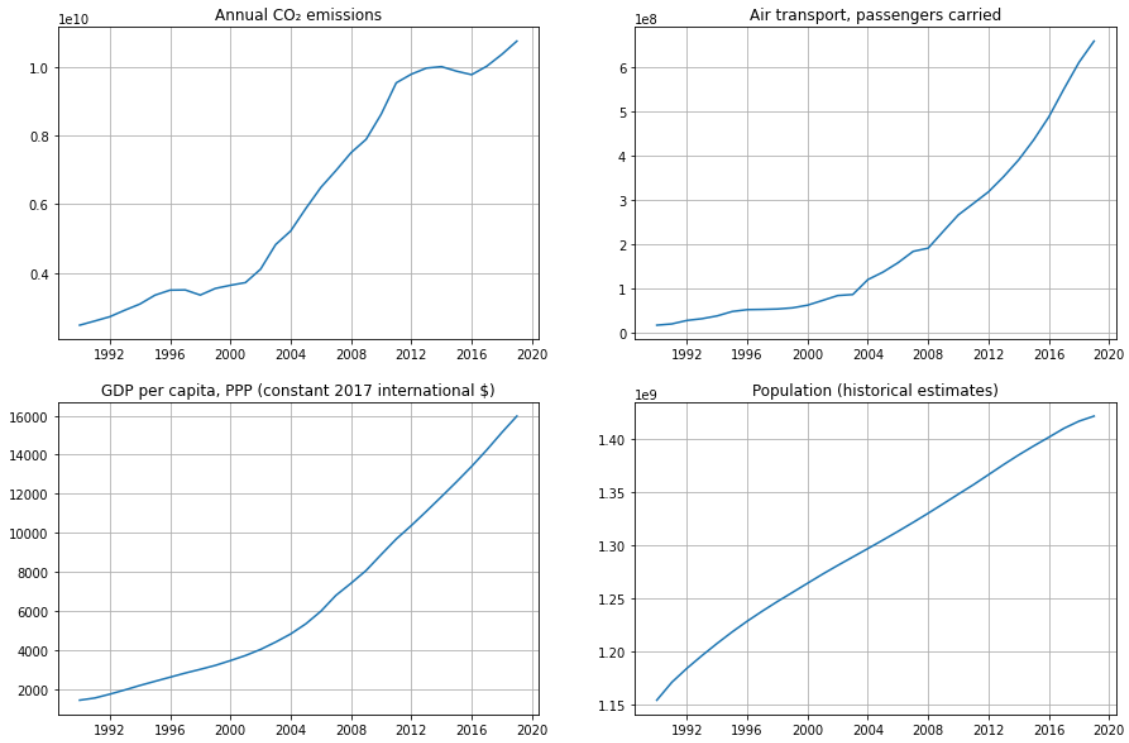 Annual CO₂ emissions
1e10
1.0
0.8
0.6
0.4
1992 1996 2000 2004 2008 2012 2016 2020
Air transport, passengers carried
1e8
6
5
4
3
2
1
0
1992 1996 2000 2004 2008 2012 2016 2020
GDP per capita, PPP (constant 2017 international $)
16000
14000
12000
10000
8000
6000
4000
2000
1992 1996 2000 2004 2008 2012 2016 2020
Population (historical estimates)
1e9
1.40
1.35
1.30
1.25
1.20
1.15
1992 1996 2000 2004 2008 2012 2016 2020